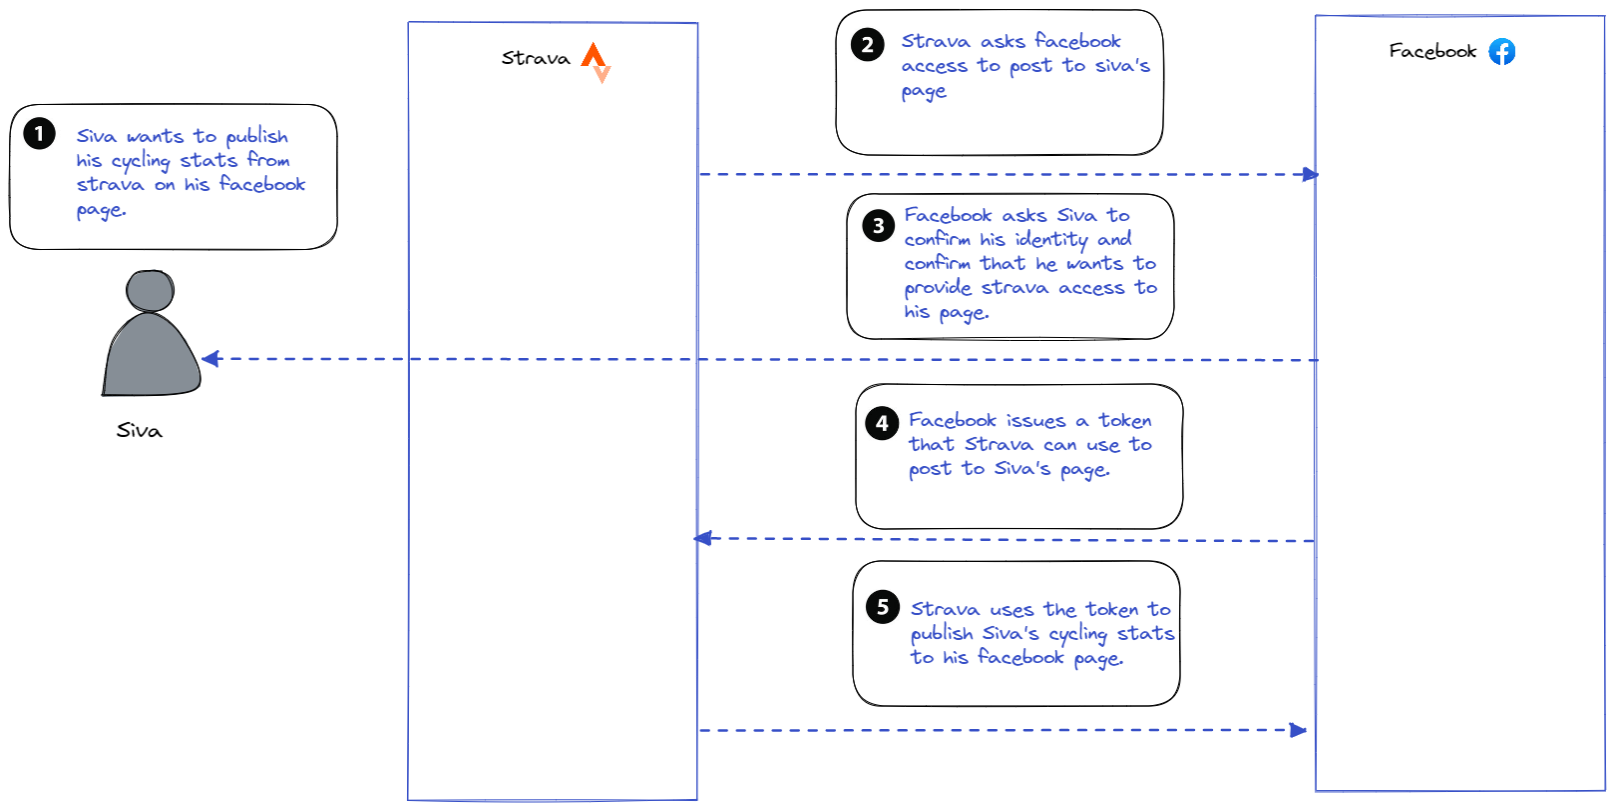 Strava
Facebook
1
Siva wants to publish
his cycling stats from
strava on his facebook
page.
Siva
2
Strava asks facebook
access to post to siva's
page
3
Facebook asks Siva to
confirm his identity and
confirm that he wants to
provide strava access to
his page.
4
Facebook issues a token
that Strava can use to
post to Siva's page.
5
Strava uses the token to
publish Siva's cycling stats
to his facebook page.